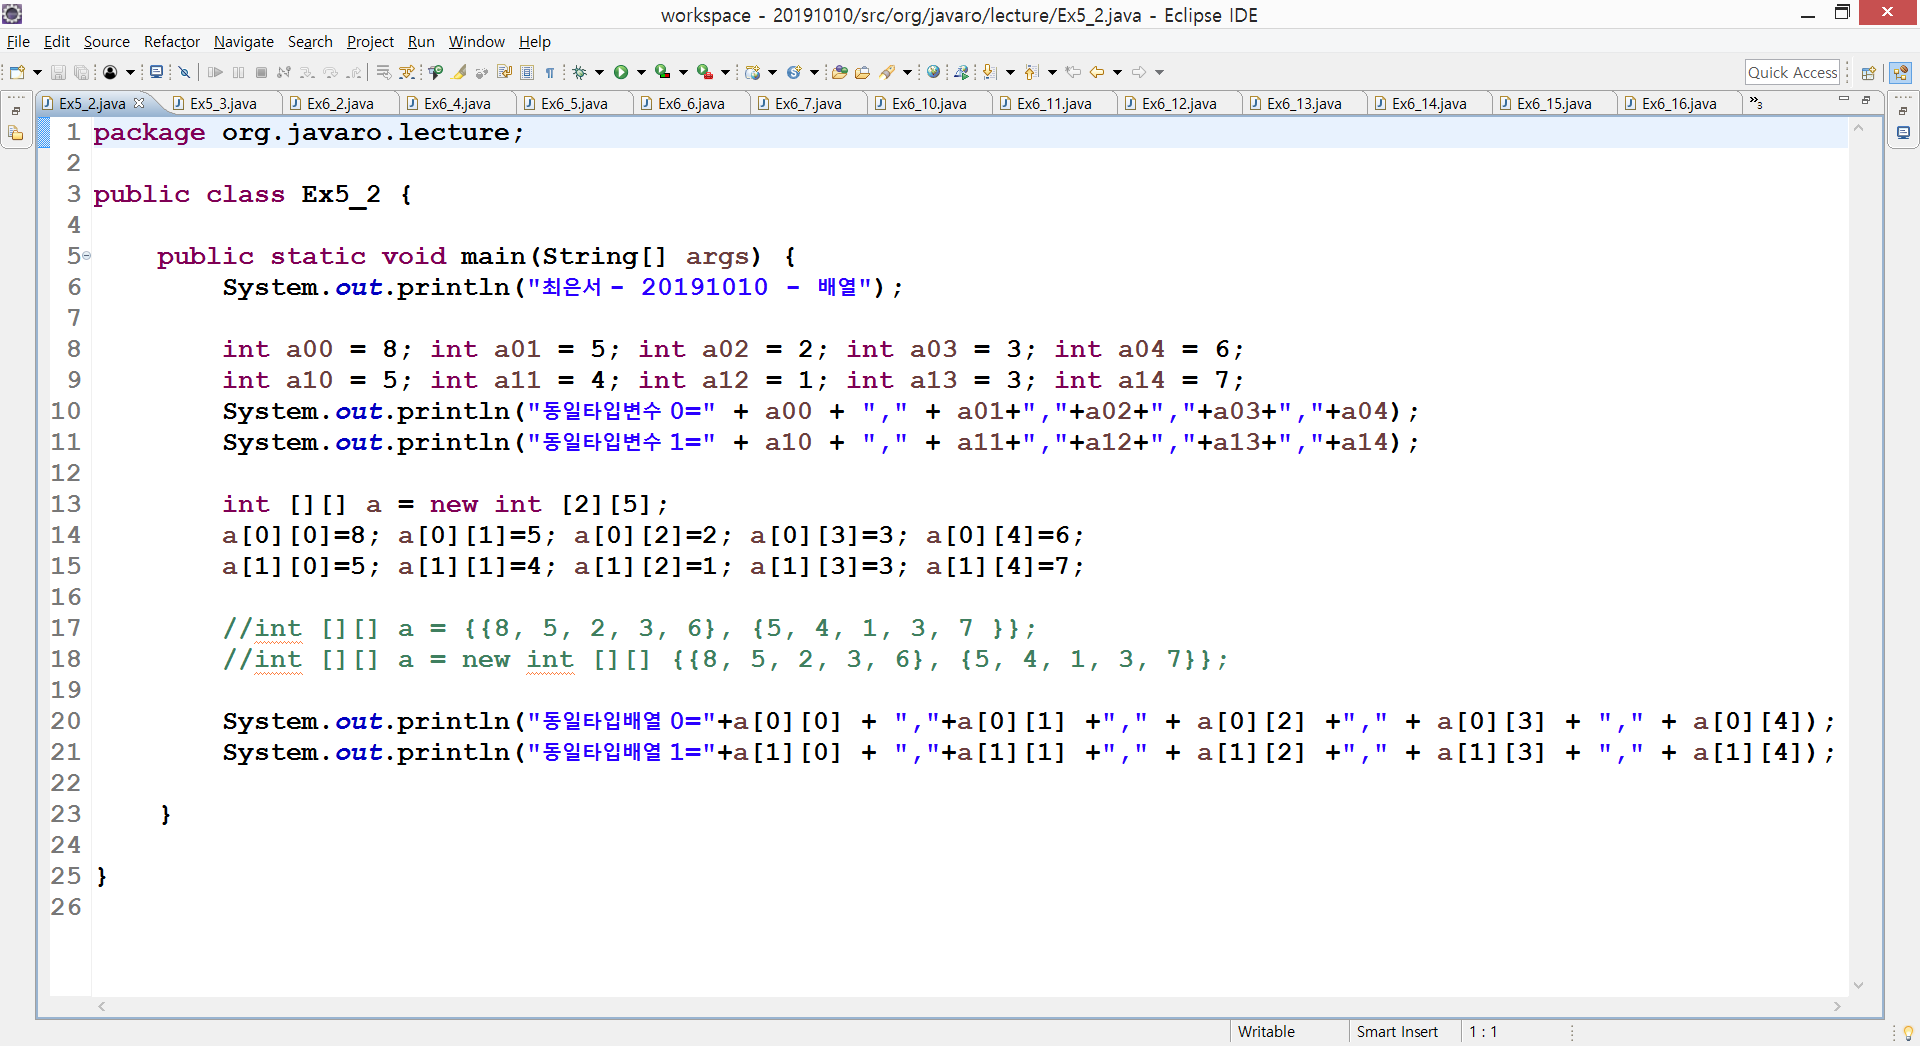 workspace - 20191010/src/org/javaro/lecture/Ex5_2.java - Eclipse IDE
File Edit Source Refactor Navigate Search Project Run Window Help
Quick Access
Ex5_2.java Ex5_3.java Ex6_2.java Ex6_4.java Ex6_5.java Ex6_6.java Ex6_7.java Ex6_10.java Ex6_11.java Ex6_12.java Ex6_13.java Ex6_14.java Ex6_15.java Ex6_16.java »3
1 package org.javaro.lecture;
2
3 public class Ex5_2 {
4
5 public static void main(String[] args) {
6 System.out.println("최은서 - 20191010 - 배열");
7
8 int a00 = 8; int a01 = 5; int a02 = 2; int a03 = 3; int a04 = 6;
9 int a10 = 5; int a11 = 4; int a12 = 1; int a13 = 3; int a14 = 7;
10 System.out.println("동일타입변수 0=" + a00 + "," + a01+","+a02+","+a03+","+a04);
11 System.out.println("동일타입변수 1=" + a10 + "," + a11+","+a12+","+a13+","+a14);
12
13 int [][] a = new int [2][5];
14 a[0][0]=8; a[0][1]=5; a[0][2]=2; a[0][3]=3; a[0][4]=6;
15 a[1][0]=5; a[1][1]=4; a[1][2]=1; a[1][3]=3; a[1][4]=7;
16
17 //int [][] a = {{8, 5, 2, 3, 6}, {5, 4, 1, 3, 7 }};
18 //int [][] a = new int [][] {{8, 5, 2, 3, 6}, {5, 4, 1, 3, 7}};
19
20 System.out.println("동일타입배열 0="+a[0][0] + ","+a[0][1] +"," + a[0][2] +"," + a[0][3] + "," + a[0][4]);
21 System.out.println("동일타입배열 1="+a[1][0] + ","+a[1][1] +"," + a[1][2] +"," + a[1][3] + "," + a[1][4]);
22
23 }
24
25 }
26
Writable Smart Insert 1 : 1